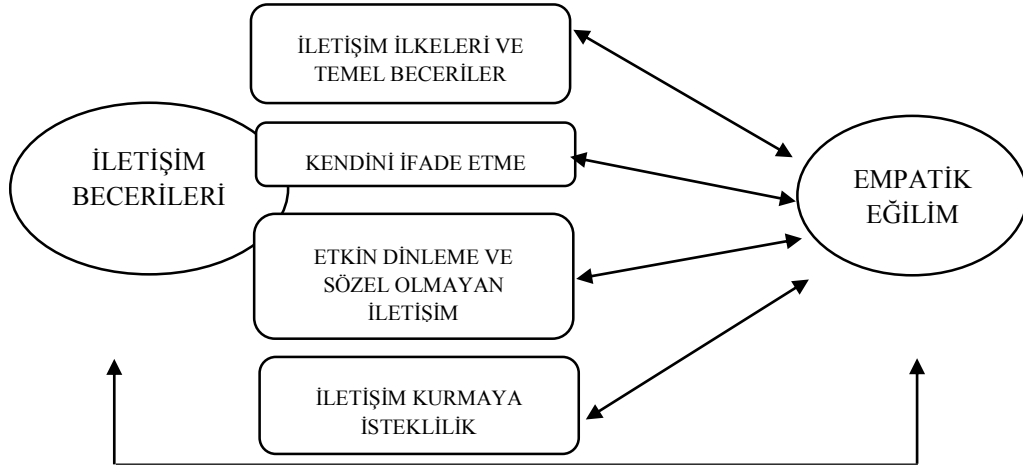 İLETİŞİM İLKELERİ VE
TEMEL BECERİLER
İLETİŞİM
BECERİLERİ
KENDİNİ İFADE ETME
EMPATİK
EĞİLİM
ETKİN DİNLEME VE
SÖZEL OLMAYAN
İLETİŞİM
İLETİŞİM KURMAYA
İSTEKLİLİK